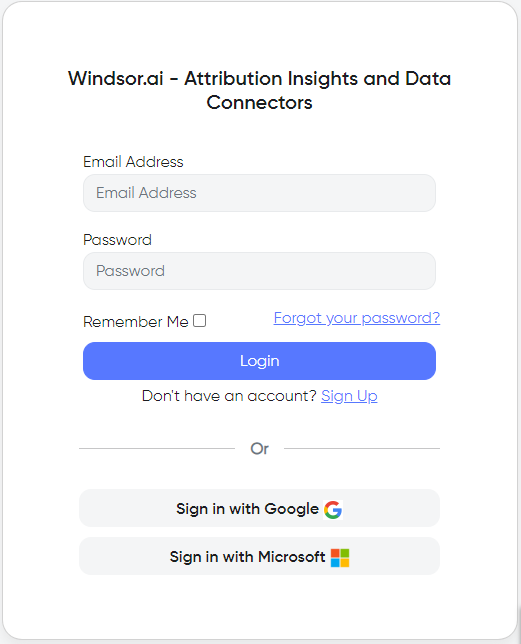 Windsor.ai - Attribution Insights and Data
Connectors
Email Address
Email Address
Password
Password
Remember Me
Forgot your password?
Login
Don't have an account? Sign Up
Or
Sign in with Google
Sign in with Microsoft